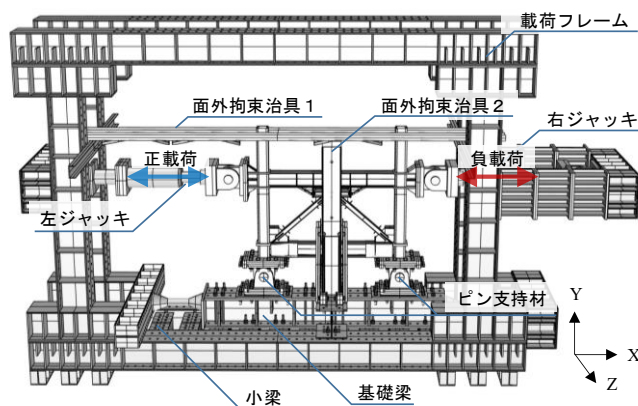 載荷フレーム
面外拘束治具1 面外拘束治具2
右ジャッキ
正載荷 負載荷
左ジャッキ
ピン支持材
Y
X
Z
小梁 基礎梁